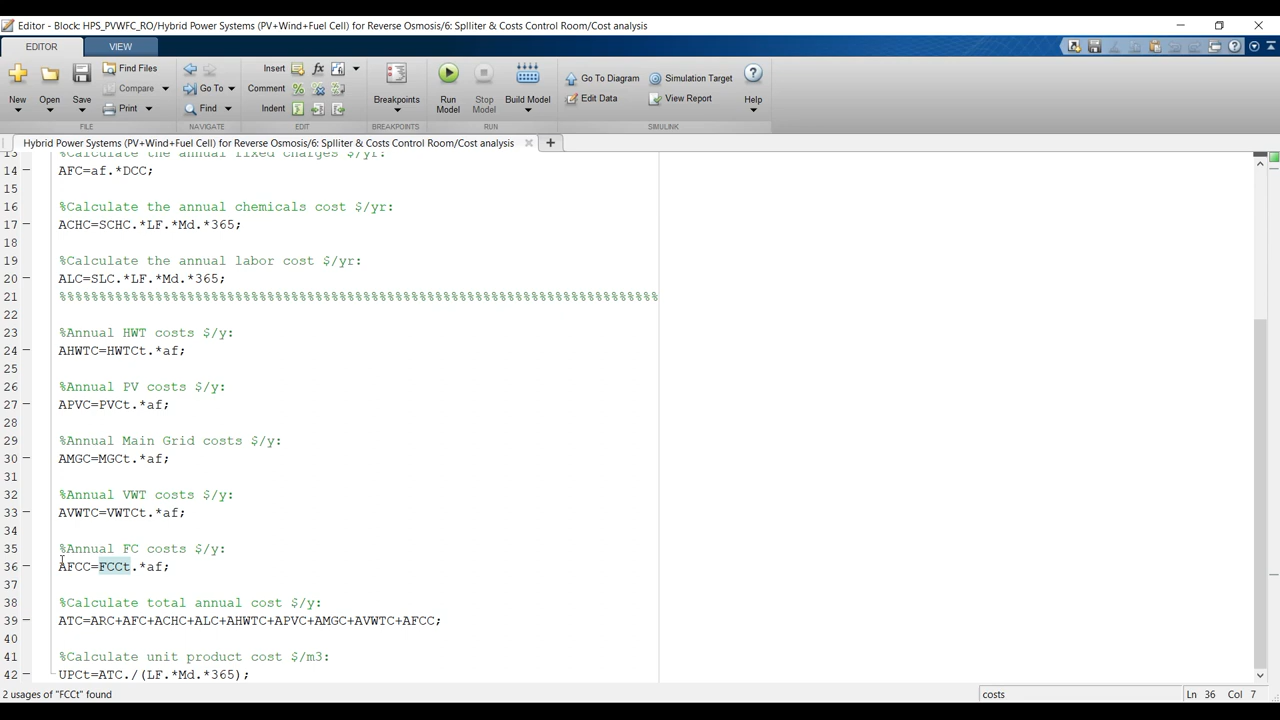 Editor - Block: HPS_PVWFC_RO/Hybrid Power Systems (PV+Wind+Fuel Cell) for Reverse Osmosis/6: Splliter & Costs Control Room/Cost analysis
EDITOR VIEW
New Open Save Find Files Compare Print
Go To Find
Insert Comment Indent
Breakpoints
Run Model Stop Model Build Model
Go To Diagram Simulation Target
Edit Data View Report
Help
FILE NAVIGATE EDIT BREAKPOINTS RUN SIMULINK
Hybrid Power Systems (PV+Wind+Fuel Cell) for Reverse Osmosis/6: Spliiter & Costs Control Room/Cost analysis
13 %Calculate the annual fixed charges $/yr:
14 AFC=af.*DCC;
15
16 %Calculate the annual chemicals cost $/yr:
17 ACHC=SCHC.*LF.*Md.*365;
18
19 %Calculate the annual labor cost $/yr:
20 ALC=SLC.*LF.*Md.*365;
21 %%%%%%%%%%%%%%%%%%%%%%%%%%%%%%%%%%%%%%%%%%%%%%%%%%%%%%%%%%%%%%%%%%%%%%%%%%%
22
23 %Annual HWT costs $/y:
24 AHWTC=HWTCt.*af;
25
26 %Annual PV costs $/y:
27 APVC=PVCt.*af;
28
29 %Annual Main Grid costs $/y:
30 AMGC=MGCt.*af;
31
32 %Annual VWT costs $/y:
33 AVWTC=VWTCt.*af;
34
35 %Annual FC costs $/y:
36 AFCC=FCCt.*af;
37
38 %Calculate total annual cost $/y:
39 ATC=ARC+AFC+ACHC+ALC+AHWTC+APVC+AMGC+AVWTC+AFCC;
40
41 %Calculate unit product cost $/m3:
42 UPCt=ATC./(LF.*Md.*365);
2 usages of "FCCt" found costs Ln 36 Col 7